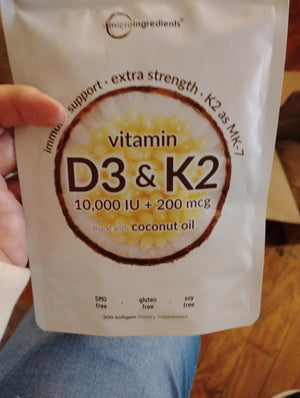 microingredients
immune support · extra strength · K2 as MK-7
vitamin
D3 & K2
10,000 IU + 200 mcg
made with coconut oil
GMO free · gluten free · soy free
300 Softgels Dietary Supplement